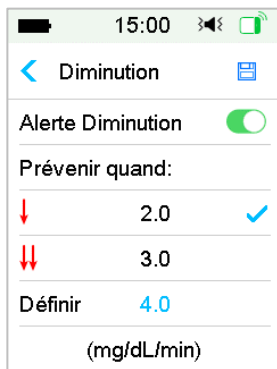 15:00
Diminution
Alerte Diminution
Prévenir quand:
2.0
3.0
Définir 4.0
(mg/dL/min)